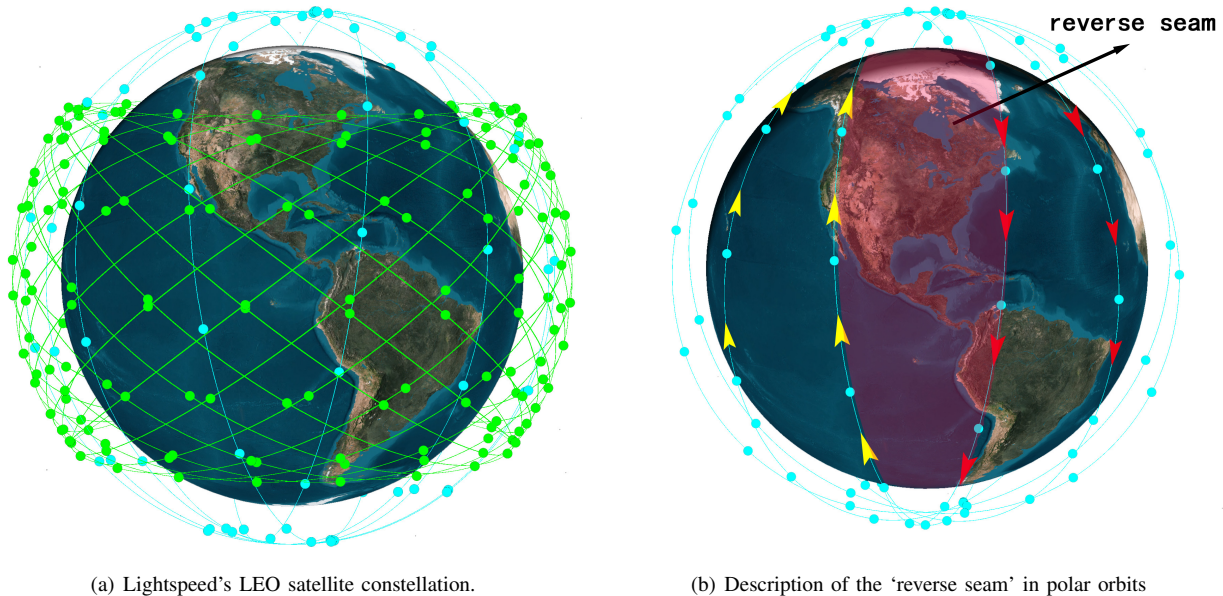 reverse seam
(a) Lightspeed's LEO satellite constellation.
(b) Description of the 'reverse seam' in polar orbits